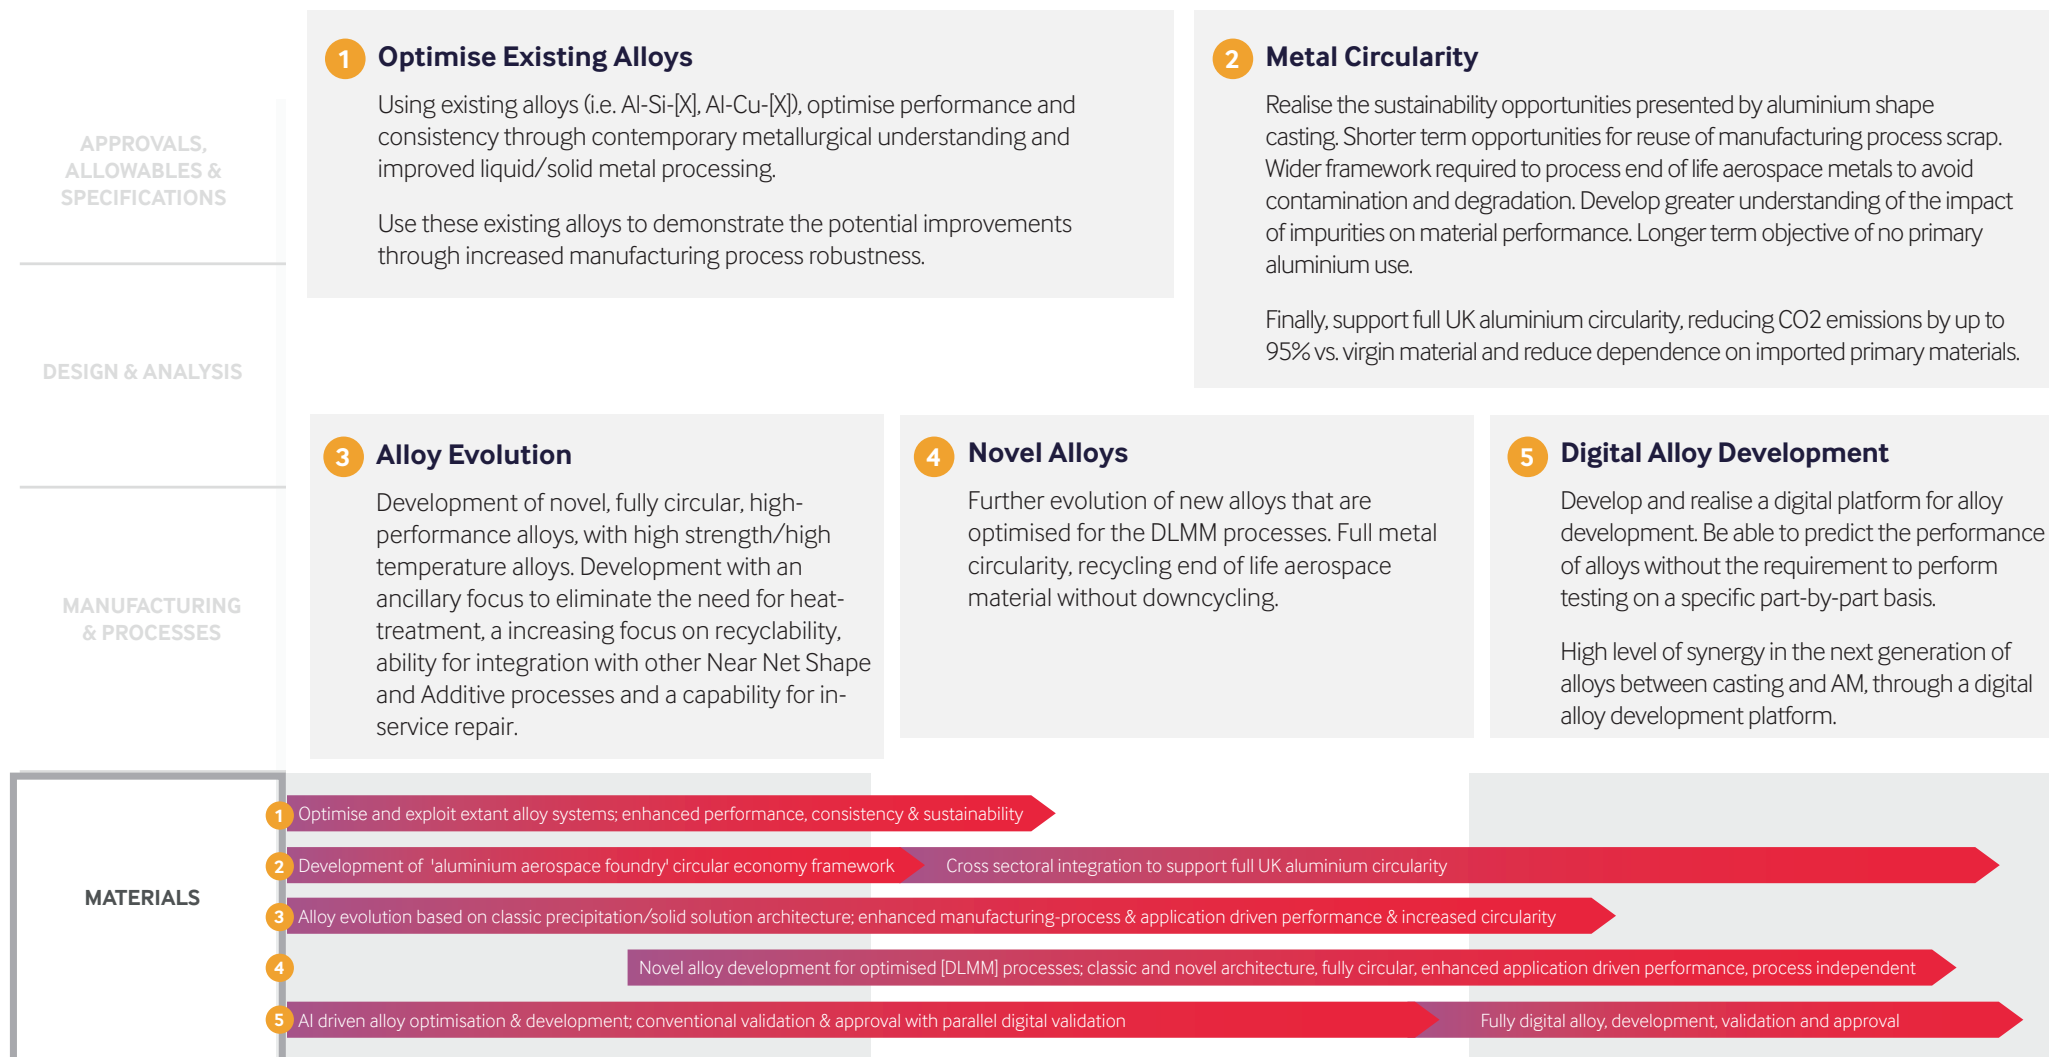 1 Optimise Existing Alloys
Using existing alloys (i.e. Al-Si-[X], Al-Cu-[X]), optimise performance and
consistency through contemporary metallurgical understanding and
improved liquid/solid metal processing.
Use these existing alloys to demonstrate the potential improvements
through increased manufacturing process robustness.
2 Metal Circularity
Realise the sustainability opportunities presented by aluminium shape
casting. Shorter term opportunities for reuse of manufacturing process scrap.
Wider framework required to process end of life aerospace metals to avoid
contamination and degradation. Develop greater understanding of the impact
of impurities on material performance. Longer term objective of no primary
aluminium use.
Finally, support full UK aluminium circularity, reducing CO2 emissions by up to
95% vs. virgin material and reduce dependence on imported primary materials.
APPROVALS,
ALLOWABLES &
SPECIFICATIONS
DESIGN & ANALYSIS
MANUFACTURING
& PROCESSES
3 Alloy Evolution
Development of novel, fully circular, high-
performance alloys, with high strength/high
temperature alloys. Development with an
ancillary focus to eliminate the need for heat-
treatment, a increasing focus on recyclability,
ability for integration with other Near Net Shape
and Additive processes and a capability for in-
service repair.
4 Novel Alloys
Further evolution of new alloys that are
optimised for the DLMM processes. Full metal
circularity, recycling end of life aerospace
material without downcycling.
5 Digital Alloy Development
Develop and realise a digital platform for alloy
development. Be able to predict the performance
of alloys without the requirement to perform
testing on a specific part-by-part basis.
High level of synergy in the next generation of
alloys between casting and AM, through a digital
alloy development platform.
MATERIALS
1 Optimise and exploit extant alloy systems; enhanced performance, consistency & sustainability
2 Development of 'aluminium aerospace foundry' circular economy framework
Cross sectoral integration to support full UK aluminium circularity
3 Alloy evolution based on classic precipitation/solid solution architecture; enhanced manufacturing-process & application driven performance & increased circularity
4 Novel alloy development for optimised [DLMM] processes; classic and novel architecture, fully circular, enhanced application driven performance, process independent
5 AI driven alloy optimisation & development; conventional validation & approval with parallel digital validation
Fully digital alloy, development, validation and approval